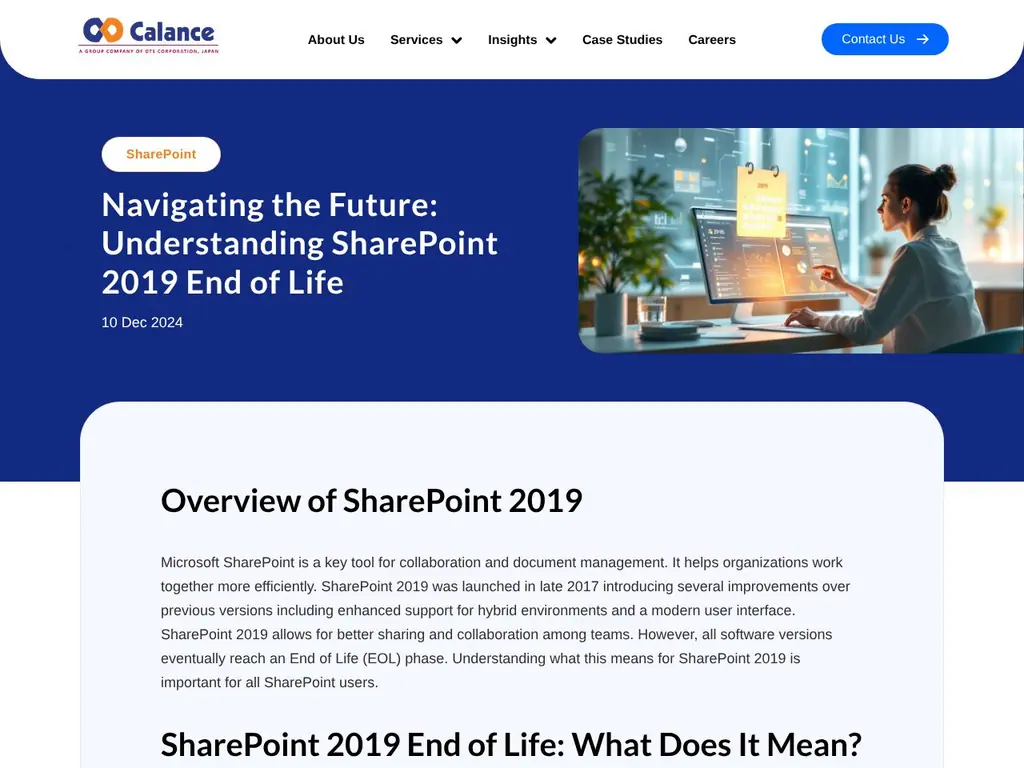 Calance
A GROUP COMPANY OF DTS CORPORATION, JAPAN
About Us
Services
Insights
Case Studies
Careers
Contact Us
SharePoint
Navigating the Future:
Understanding SharePoint
2019 End of Life
10 Dec 2024
Overview of SharePoint 2019
Microsoft SharePoint is a key tool for collaboration and document management. It helps organizations work
together more efficiently. SharePoint 2019 was launched in late 2017 introducing several improvements over
previous versions including enhanced support for hybrid environments and a modern user interface.
SharePoint 2019 allows for better sharing and collaboration among teams. However, all software versions
eventually reach an End of Life (EOL) phase. Understanding what this means for SharePoint 2019 is
important for all SharePoint users.
SharePoint 2019 End of Life: What Does It Mean?